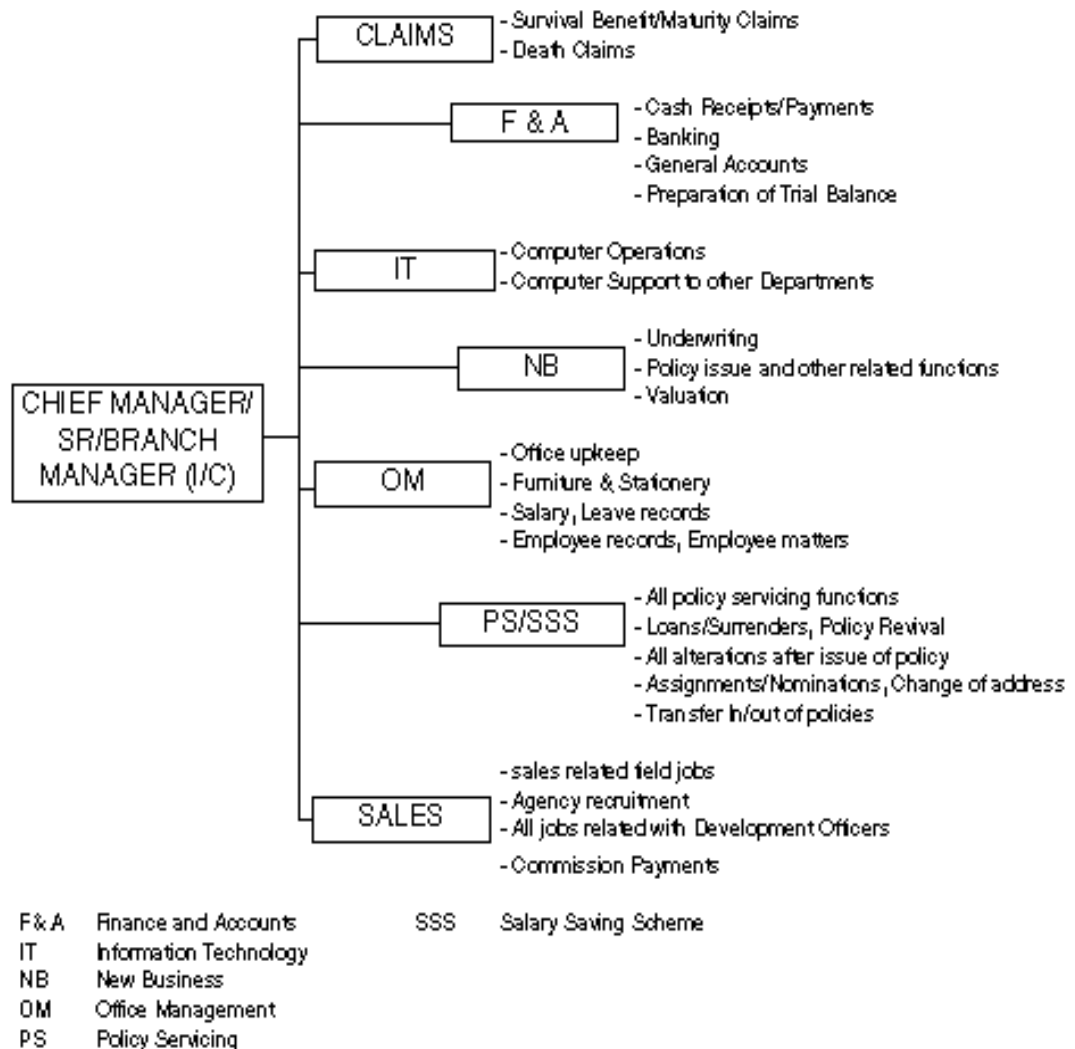 CLAIMS
- Survival Benefit/Maturity Claims
- Death Claims
F & A
- Cash Receipts/Payments
- Banking
- General Accounts
- Preparation of Trial Balance
IT
- Computer Operations
- Computer Support to other Departments
NB
- Underwriting
- Policy issue and other related functions
- Valuation
CHIEF MANAGER/
SR/BRANCH
MANAGER (I/C)
OM
- Office upkeep
- Furniture & Stationery
- Salary, Leave records
- Employee records, Employee matters
PS/SSS
- All policy servicing functions
- Loans/Surrenders, Policy Revival
- All alterations after issue of policy
- Assignments/Nominations, Change of address
- Transfer In/out of policies
SALES
- sales related field jobs
- Agency recruitment
- All jobs related with Development Officers
- Commission Payments
F & A Finance and Accounts
SSS Salary Saving Scheme
IT Information Technology
NB New Business
OM Office Management
PS Policy Servicing